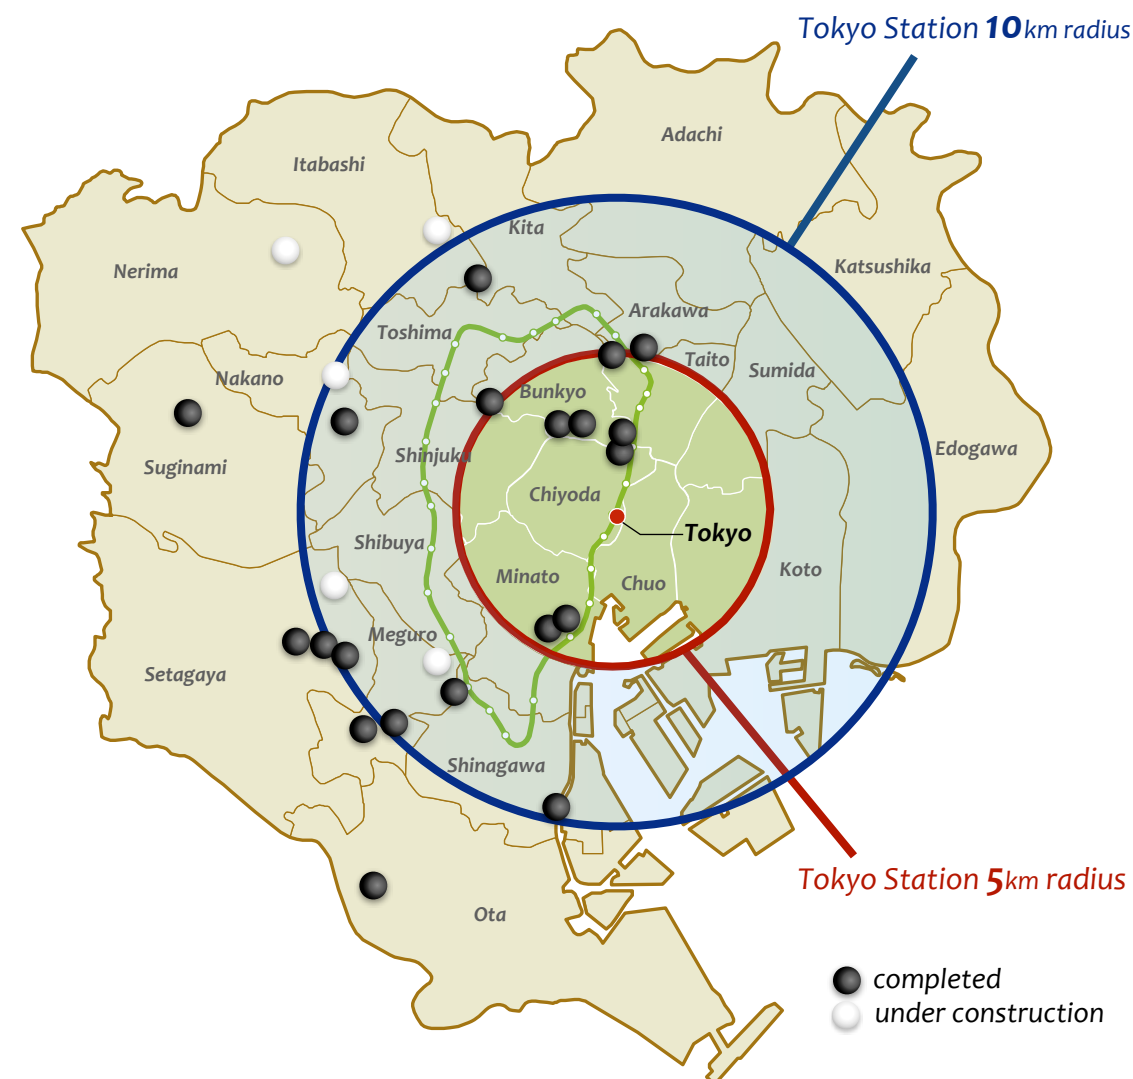 Tokyo Station 10km radius
Adachi
Itabashi
Kita
Katsushika
Nerima
Arakawa
Toshima
Taito
Sumida
Nakano
Bunkyo
Edogawa
Shinjuku
Suginami
Chiyoda
Tokyo
Shibuya
Koto
Minato
Chuo
Meguro
Setagaya
Shinagawa
Tokyo Station 5km radius
Ota
completed
under construction